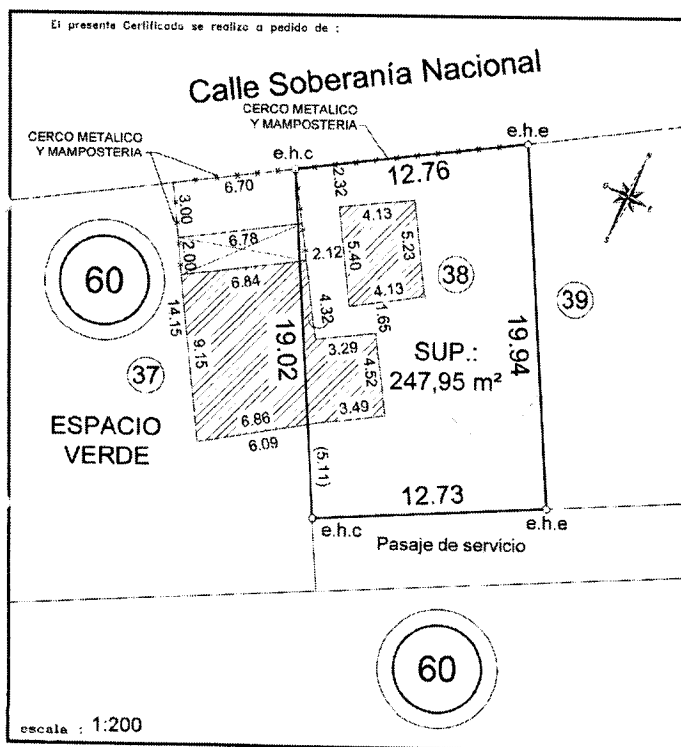 El presente Certificado se realiza a pedido de :
Calle Soberanía Nacional
CERCO METALICO
Y MAMPOSTERIA
CERCO METALICO
Y MAMPOSTERIA
e.h.c
e.h.e
6.70
12.76
2.32
3.00
6.78
2.00
6.84
2.12
4.13
5.40
5.23
4.13
38
39
60
14.15
9.15
19.02
4.32
1.65
3.29
4.52
3.49
SUP.:
247,95 m²
19.94
37
6.86
6.09
ESPACIO
VERDE
(5.11)
12.73
e.h.c
e.h.e
Pasaje de servicio
60
escala : 1:200